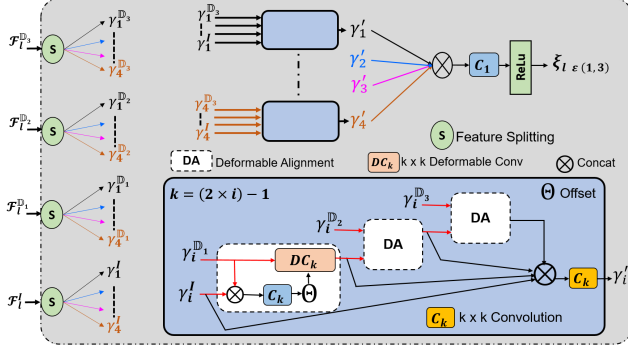 𝓕_l^{𝔻_3} S γ_1^{𝔻_3} γ_4^{𝔻_3}
𝓕_l^{𝔻_2} S γ_1^{𝔻_2} γ_4^{𝔻_2}
𝓕_l^{𝔻_1} S γ_1^{𝔻_1} γ_4^{𝔻_1}
𝓕_l^I S γ_1^I γ_4^I
γ_1^{𝔻_3} γ_1^I γ_1′
γ_2′
γ_3′
γ_4^{𝔻_3} γ_4^I γ_4′
C_1 ReLu ξ_{l ε (1,3)}
S Feature Splitting
DA Deformable Alignment DC_k k x k Deformable Conv Concat
k = (2 × i) − 1 Θ Offset
γ_i^{𝔻_3} DA
γ_i^{𝔻_2} DA
γ_i^{𝔻_1} DC_k
γ_i^I C_k Θ C_k γ_i′
C_k k x k Convolution